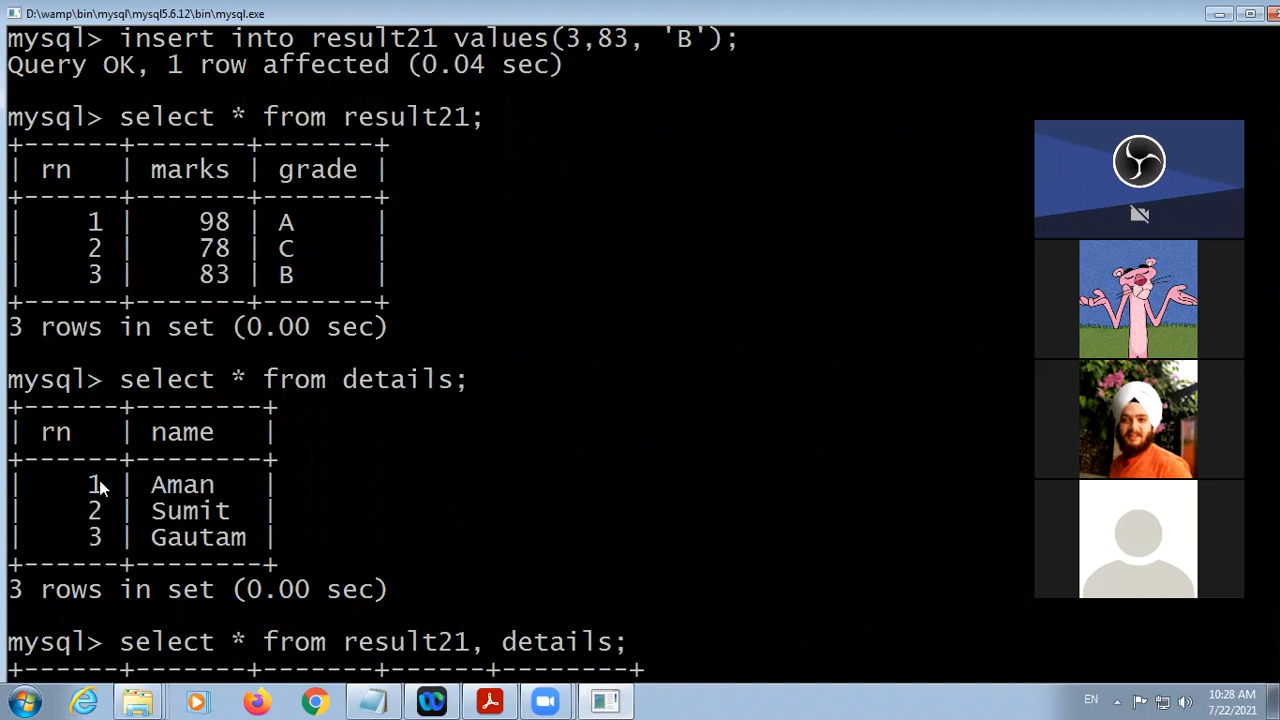 D:\wamp\bin\mysql\mysql5.6.12\bin\mysql.exe
mysql> insert into result21 values(3,83, 'B');
Query OK, 1 row affected (0.04 sec)
mysql> select * from result21;
+------+-------+-------+
| rn   | marks | grade |
+------+-------+-------+
|    1 |    98 | A     |
|    2 |    78 | C     |
|    3 |    83 | B     |
+------+-------+-------+
3 rows in set (0.00 sec)
mysql> select * from details;
+------+--------+
| rn   | name   |
+------+--------+
|    1 | Aman   |
|    2 | Sumit  |
|    3 | Gautam |
+------+--------+
3 rows in set (0.00 sec)
mysql> select * from result21, details;
+------+-------+-------+------+--------+
EN
10:28 AM
7/22/2021